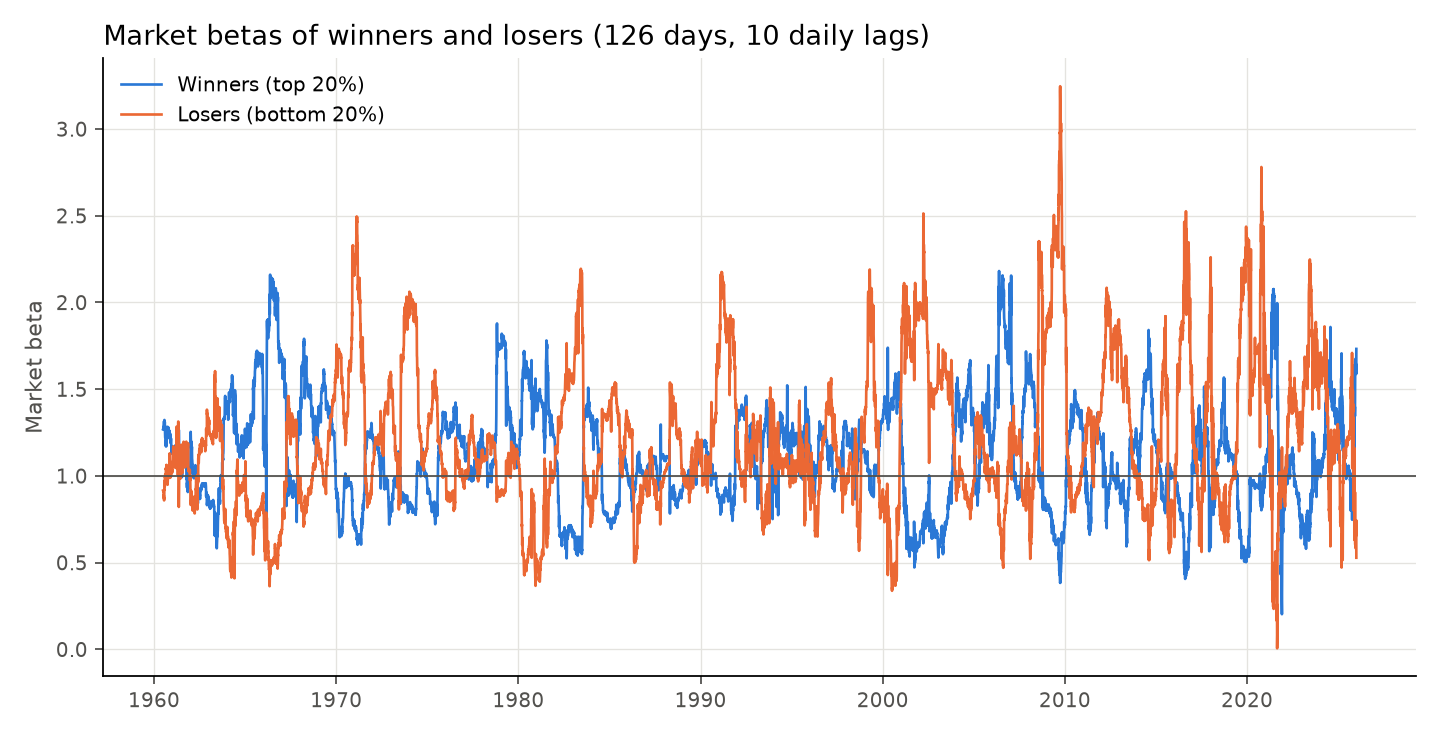 Market betas of winners and losers (126 days, 10 daily lags)
Winners (top 20%)
Losers (bottom 20%)
Market beta
3.0
2.5
2.0
1.5
1.0
0.5
0.0
1960 1970 1980 1990 2000 2010 2020